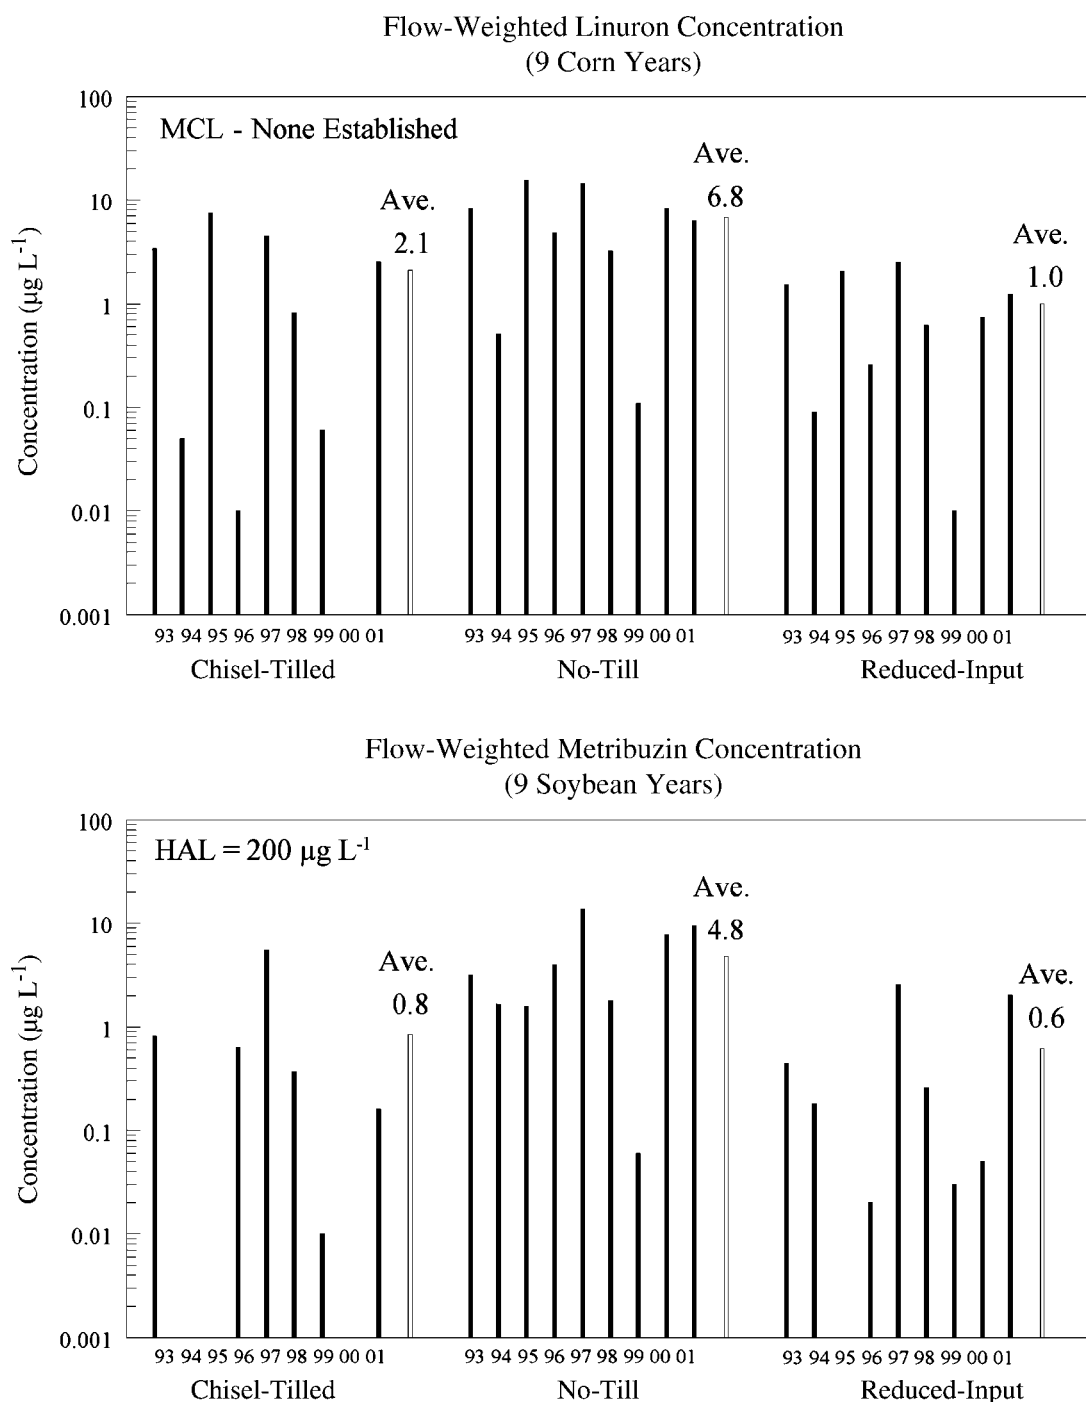 Flow-Weighted Linuron Concentration
(9 Corn Years)
100
10
1
0.1
0.01
0.001
Concentration (µg L-1)
MCL - None Established
Ave.
2.1
Ave.
6.8
Ave.
1.0
93 94 95 96 97 98 99 00 01
93 94 95 96 97 98 99 00 01
93 94 95 96 97 98 99 00 01
Chisel-Tilled
No-Till
Reduced-Input
Flow-Weighted Metribuzin Concentration
(9 Soybean Years)
100
10
1
0.1
0.01
0.001
Concentration (µg L-1)
HAL = 200 µg L-1
Ave.
0.8
Ave.
4.8
Ave.
0.6
93 94 95 96 97 98 99 00 01
93 94 95 96 97 98 99 00 01
93 94 95 96 97 98 99 00 01
Chisel-Tilled
No-Till
Reduced-Input